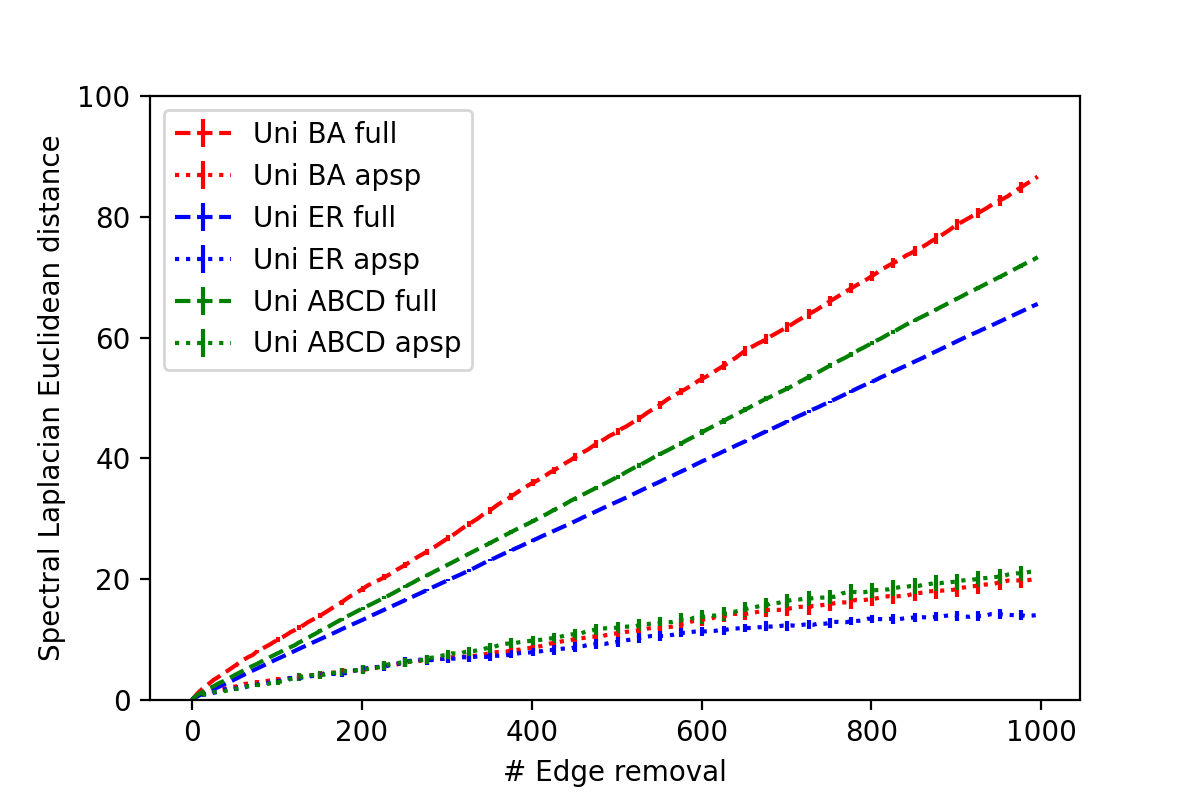 100
80
60
40
20
0
Spectral Laplacian Euclidean distance
Uni BA full
Uni BA apsp
Uni ER full
Uni ER apsp
Uni ABCD full
Uni ABCD apsp
0 200 400 600 800 1000
# Edge removal